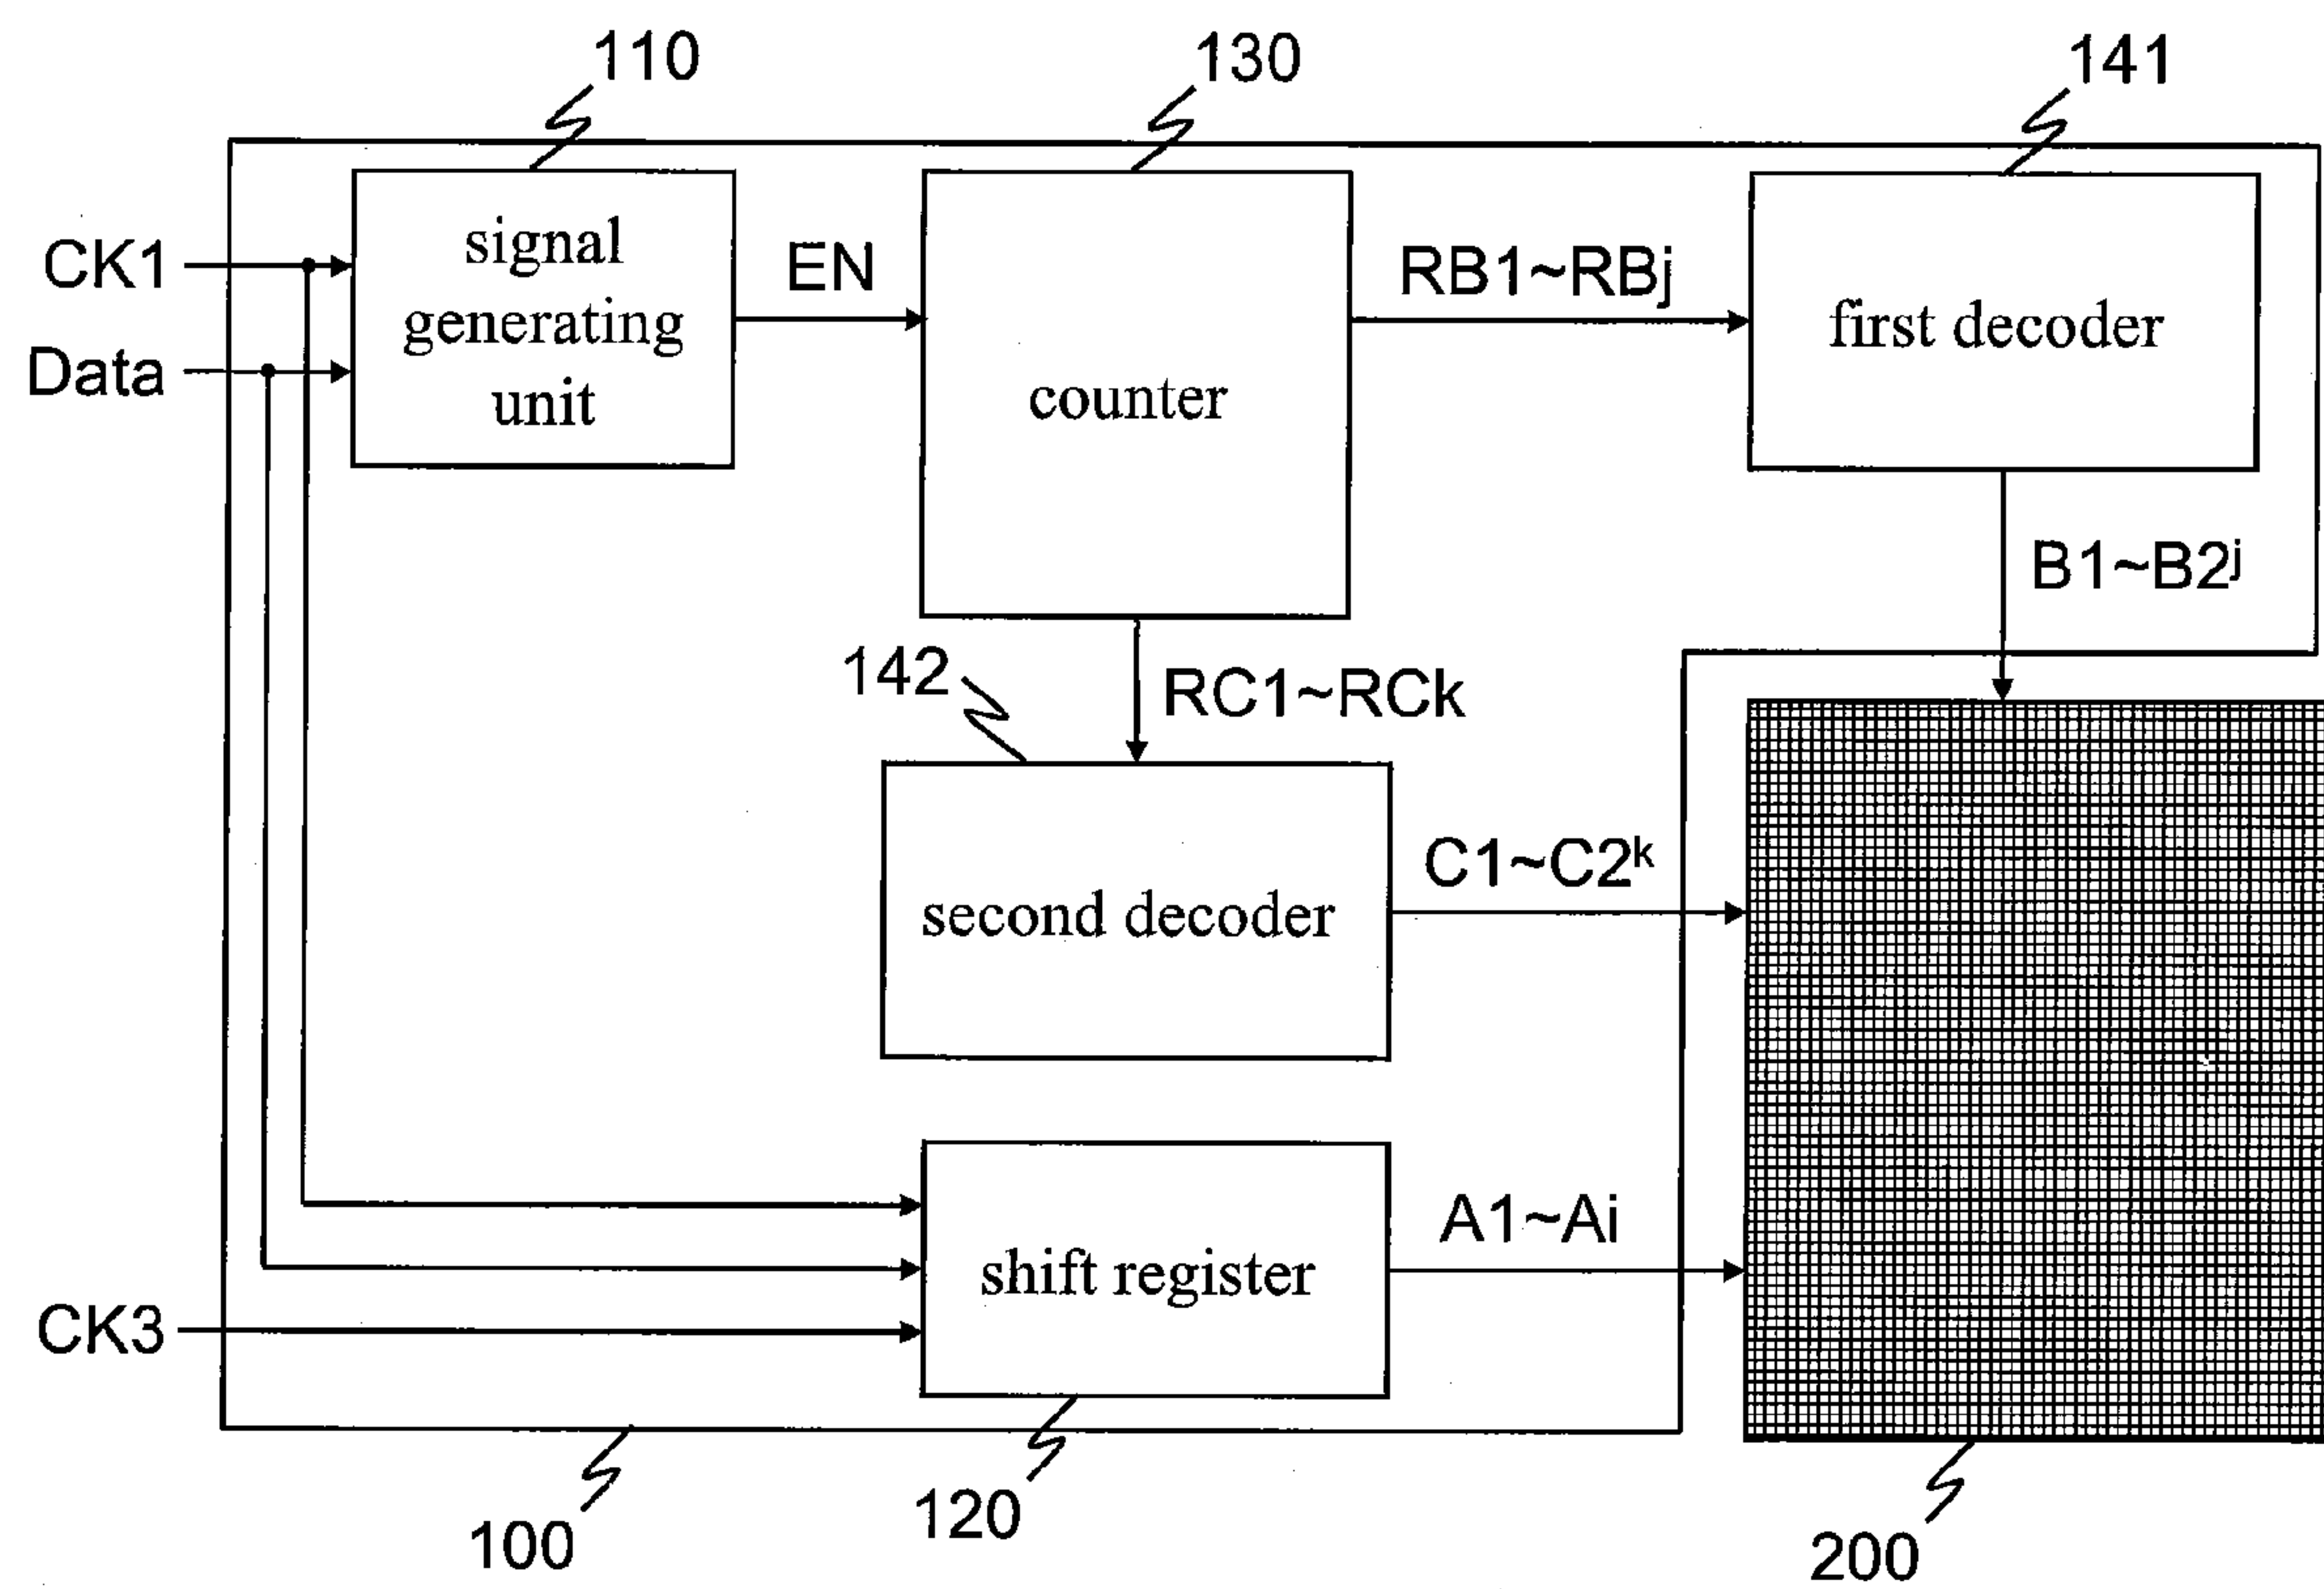 110
130
141
CK1
Data
signal
generating
unit
EN
counter
RB1~RBj
first decoder
B1~B2ʲ
142
RC1~RCk
second decoder
C1~C2ᵏ
CK3
shift register
A1~Ai
100
120
200